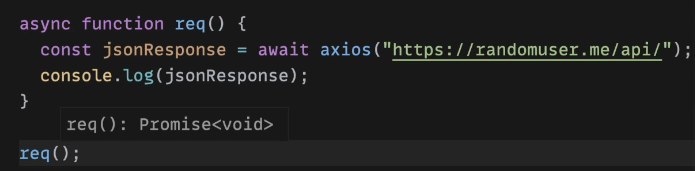 async function req() {
  const jsonResponse = await axios("https://randomuser.me/api/");
  console.log(jsonResponse);
}
req(): Promise<void>
req();